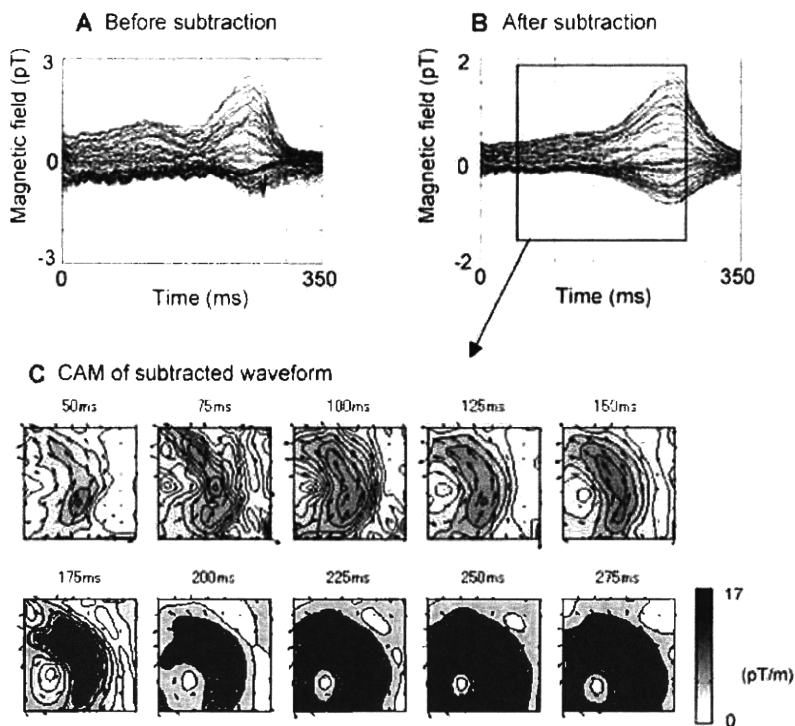 A Before subtraction
B After subtraction
Magnetic field (pT)
3
0
-3
0
350
Time (ms)
Magnetic field (pT)
2
0
-2
0
350
Time (ms)
C CAM of subtracted waveform
50ms
75ms
100ms
125ms
150ms
175ms
200ms
225ms
250ms
275ms
17
(pT/m)
0